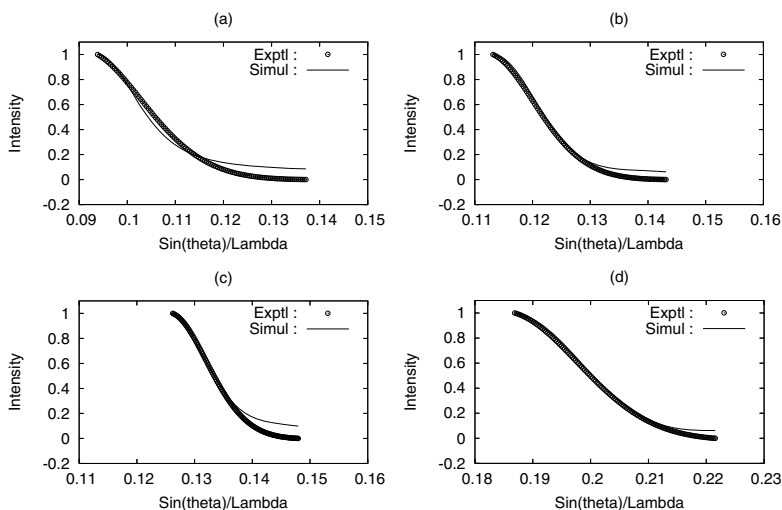 (a)
Intensity
1
0.8
0.6
0.4
0.2
0
-0.2
Exptl :
Simul :
0.09 0.1 0.11 0.12 0.13 0.14 0.15
Sin(theta)/Lambda
(b)
Intensity
1
0.8
0.6
0.4
0.2
0
-0.2
Exptl :
Simul :
0.11 0.12 0.13 0.14 0.15 0.16
Sin(theta)/Lambda
(c)
Intensity
1
0.8
0.6
0.4
0.2
0
-0.2
Exptl :
Simul :
0.11 0.12 0.13 0.14 0.15 0.16
Sin(theta)/Lambda
(d)
Intensity
1
0.8
0.6
0.4
0.2
0
-0.2
Exptl :
Simul :
0.18 0.19 0.2 0.21 0.22 0.23
Sin(theta)/Lambda